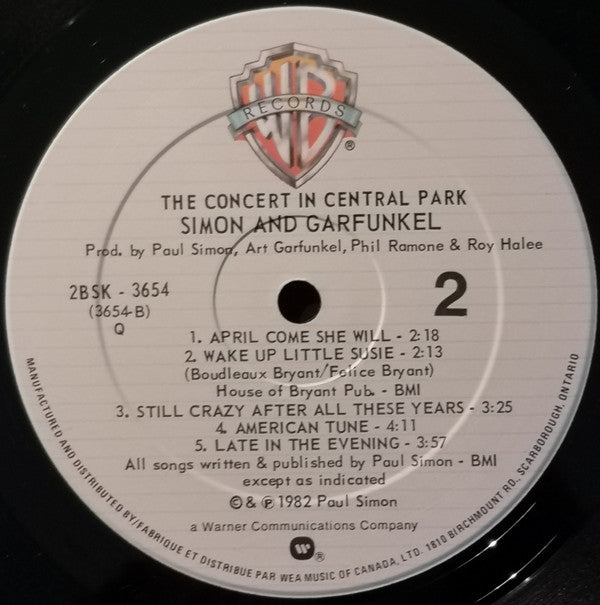 WB
RECORDS
®
THE CONCERT IN CENTRAL PARK
SIMON AND GARFUNKEL
Prod. by Paul Simon, Art Garfunkel, Phil Ramone & Roy Halee
2BSK - 3654
(3654-B)
Q
2
1. APRIL COME SHE WILL - 2:18
2. WAKE UP LITTLE SUSIE - 2:13
(Boudleaux Bryant/Felice Bryant)
House of Bryant Pub. - BMI
3. STILL CRAZY AFTER ALL THESE YEARS - 3:25
4. AMERICAN TUNE - 4:11
5. LATE IN THE EVENING - 3:57
All songs written & published by Paul Simon - BMI
except as indicated
© & ℗ 1982 Paul Simon
a Warner Communications Company
®
MANUFACTURED AND DISTRIBUTED BY/FABRIQUE ET DISTRIBUE PAR WEA MUSIC OF CANADA, LTD. 1810 BIRCHMOUNT RD., SCARBOROUGH, ONTARIO